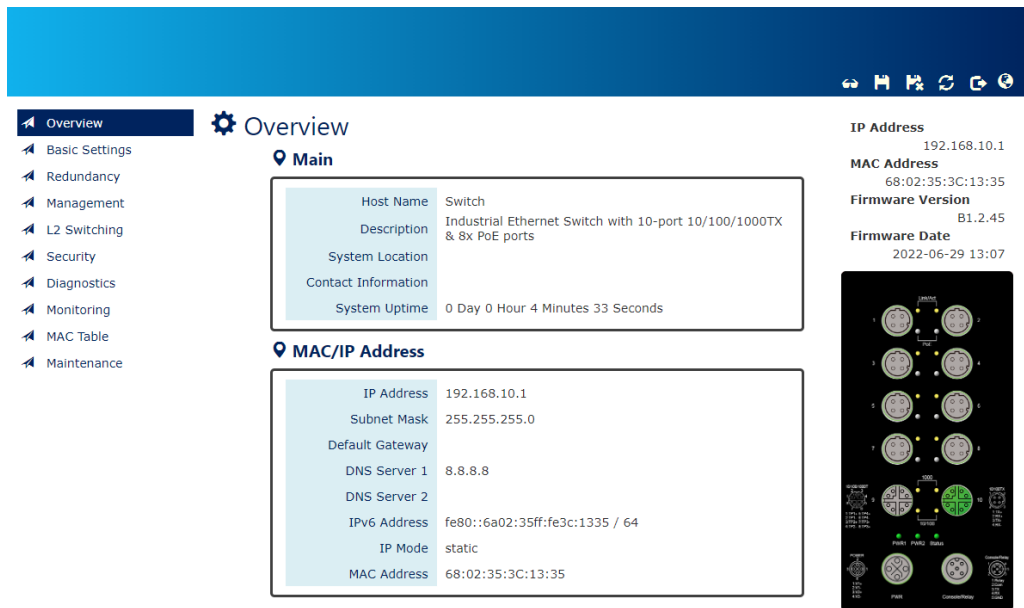 Overview
Basic Settings
Redundancy
Management
L2 Switching
Security
Diagnostics
Monitoring
MAC Table
Maintenance
Overview
Main
Host Name Switch
Description Industrial Ethernet Switch with 10-port 10/100/1000TX
& 8x PoE ports
System Location
Contact Information
System Uptime 0 Day 0 Hour 4 Minutes 33 Seconds
MAC/IP Address
IP Address 192.168.10.1
Subnet Mask 255.255.255.0
Default Gateway
DNS Server 1 8.8.8.8
DNS Server 2
IPv6 Address fe80::6a02:35ff:fe3c:1335 / 64
IP Mode static
MAC Address 68:02:35:3C:13:35
IP Address
192.168.10.1
MAC Address
68:02:35:3C:13:35
Firmware Version
B1.2.45
Firmware Date
2022-06-29 13:07
Link/Act
1 2
PoE
3 4
5 6
7 8
1000
9 10
10/100
PWR1 PWR2 Status
PWR Console/Relay